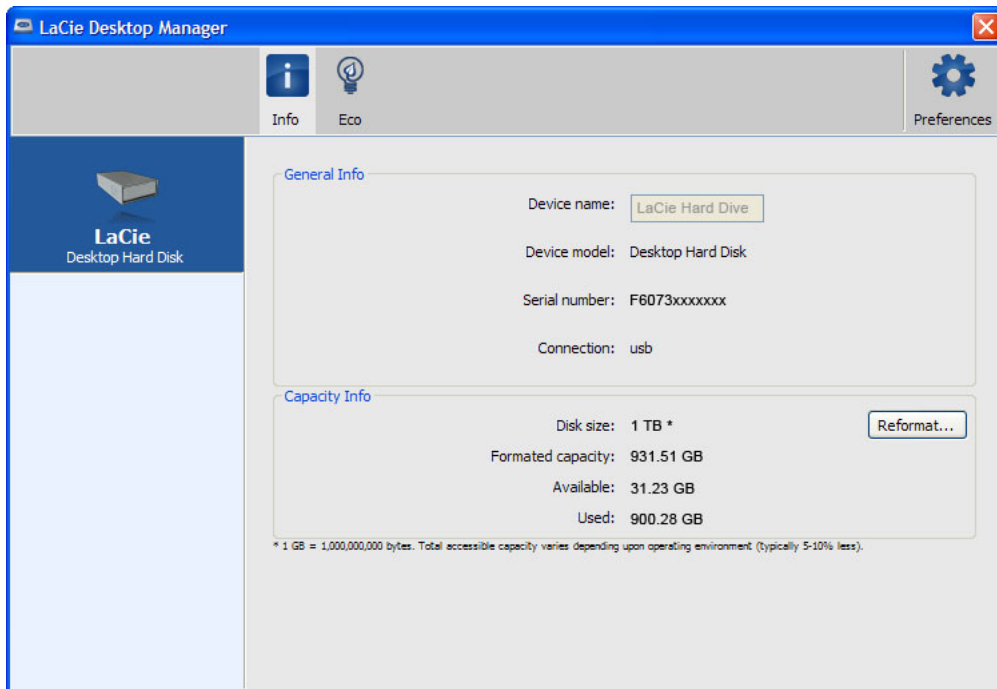 LaCie Desktop Manager
Info
Eco
Preferences
LaCie
Desktop Hard Disk
General Info
Device name: LaCie Hard Dive
Device model: Desktop Hard Disk
Serial number: F6073xxxxxxx
Connection: usb
Capacity Info
Disk size: 1 TB *
Reformat...
Formated capacity: 931.51 GB
Available: 31.23 GB
Used: 900.28 GB
* 1 GB = 1,000,000,000 bytes. Total accessible capacity varies depending upon operating environment (typically 5-10% less).